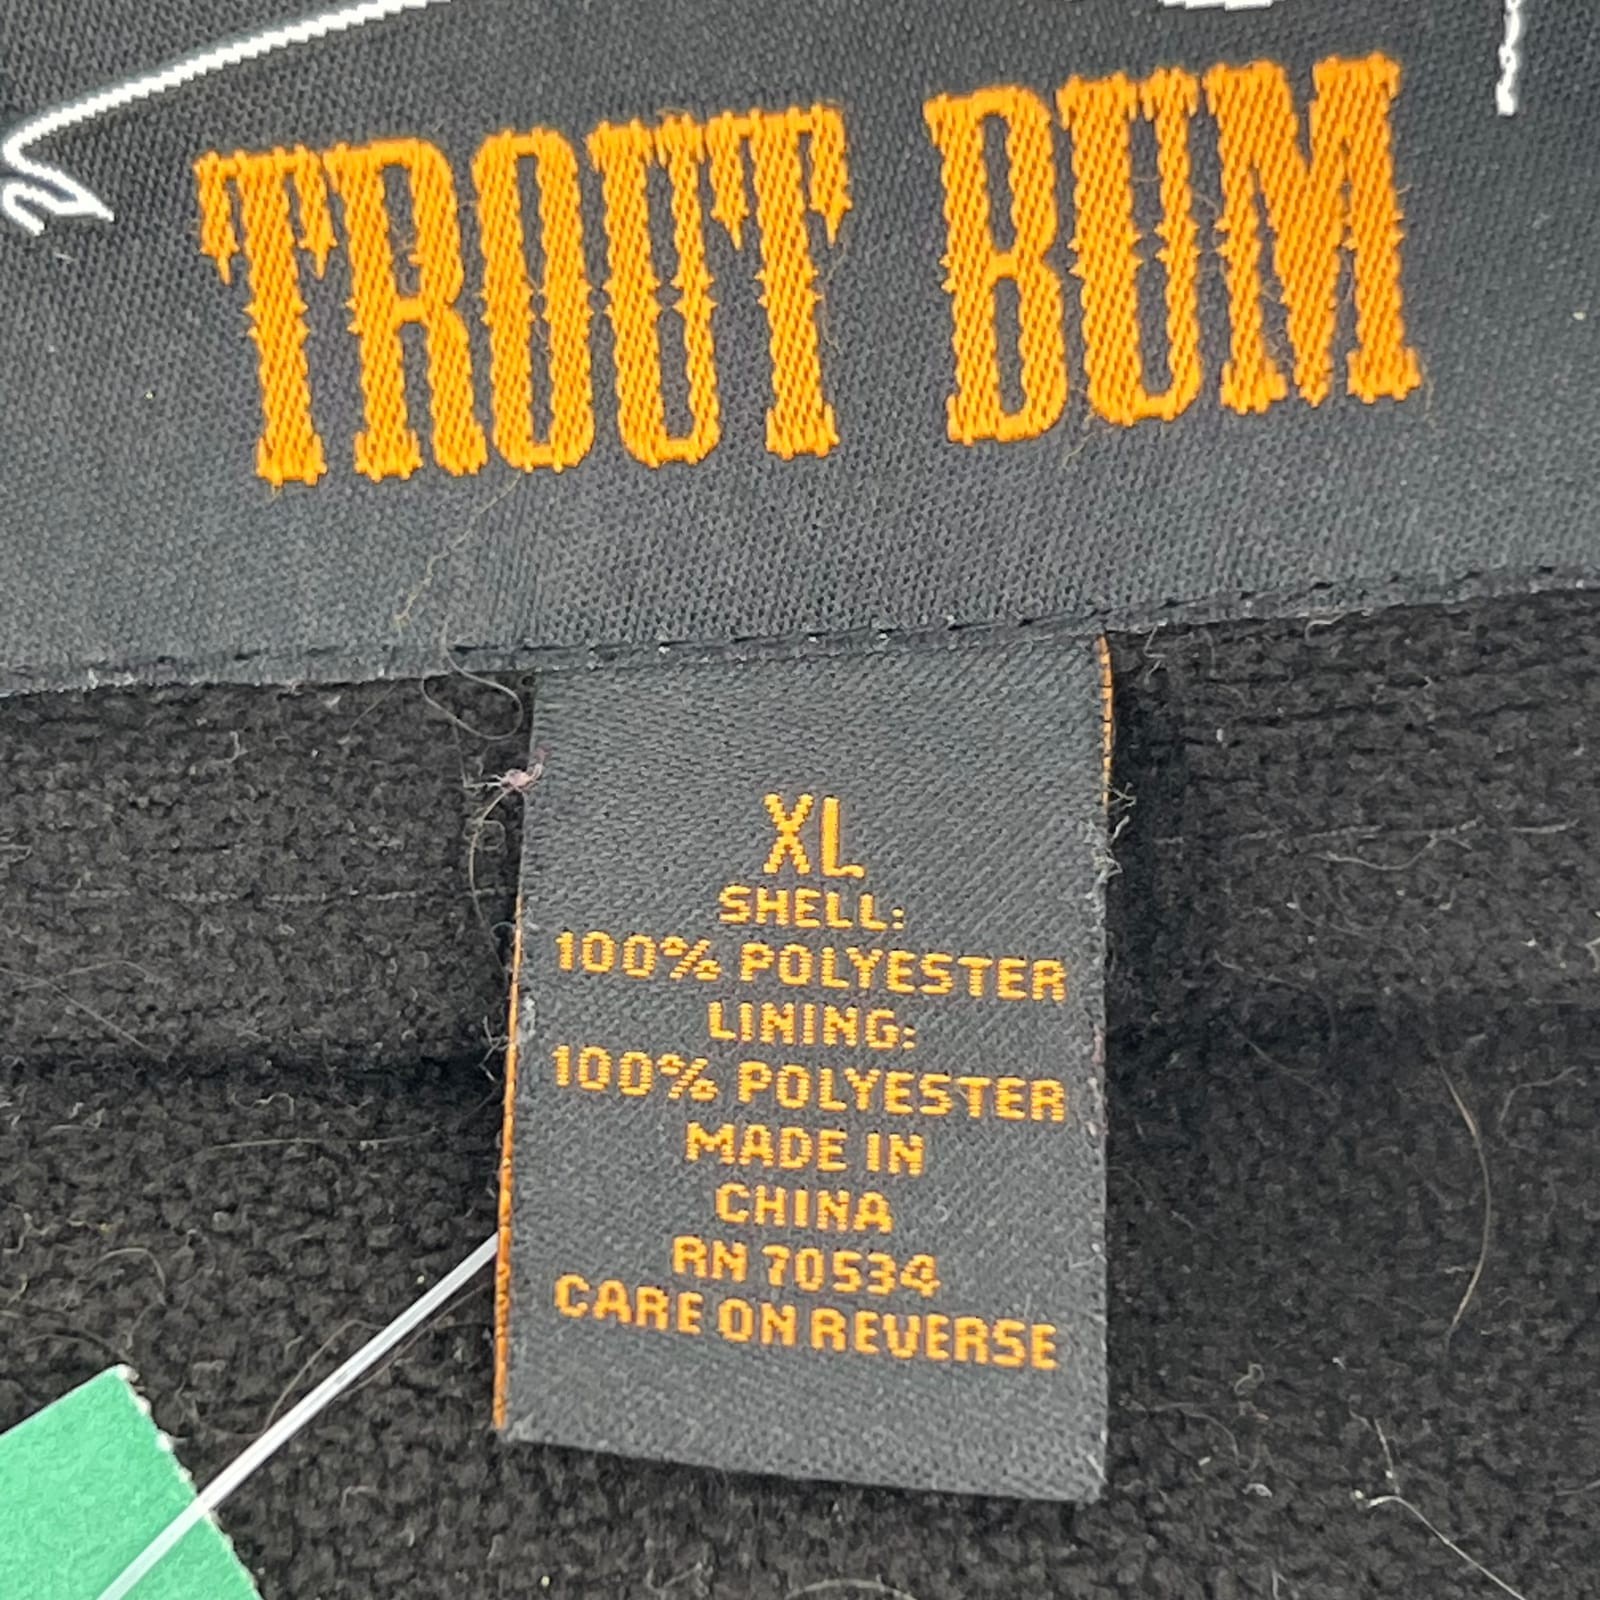 TROUT BUM
XL
SHELL:
100% POLYESTER
LINING:
100% POLYESTER
MADE IN
CHINA
RN 70534
CARE ON REVERSE